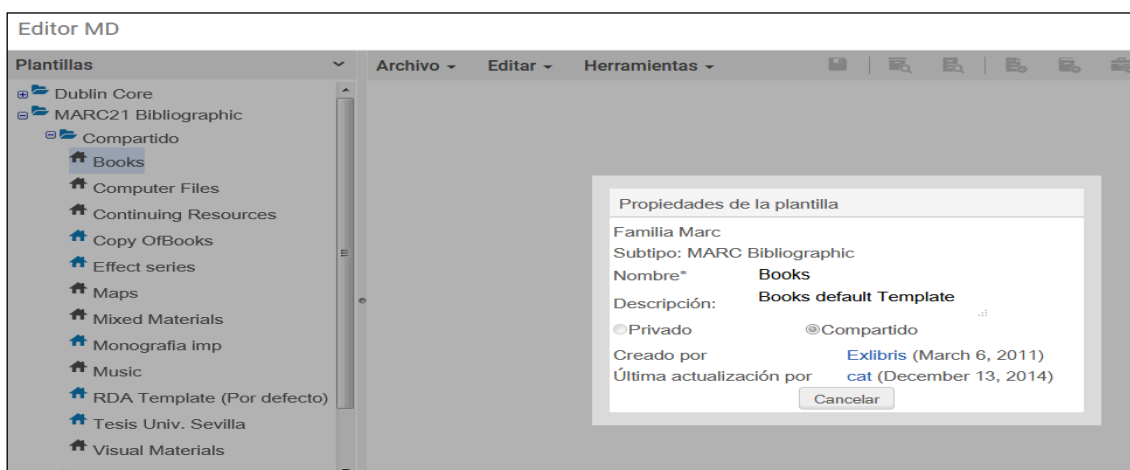 Editor MD
Plantillas
Archivo Editar Herramientas
Dublin Core
MARC21 Bibliographic
Compartido
Books
Computer Files
Continuing Resources
Copy OfBooks
Effect series
Maps
Mixed Materials
Monografia imp
Music
RDA Template (Por defecto)
Tesis Univ. Sevilla
Visual Materials
Propiedades de la plantilla
Familia Marc
Subtipo: MARC Bibliographic
Nombre* Books
Descripción: Books default Template
Privado Compartido
Creado por Exlibris (March 6, 2011)
Última actualización por cat (December 13, 2014)
Cancelar